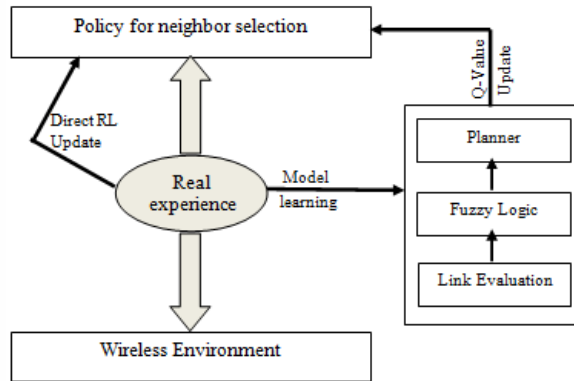 Policy for neighbor selection
Q-Value
Update
Direct RL
Update
Planner
Real
experience
Model
learning
Fuzzy Logic
Link Evaluation
Wireless Environment